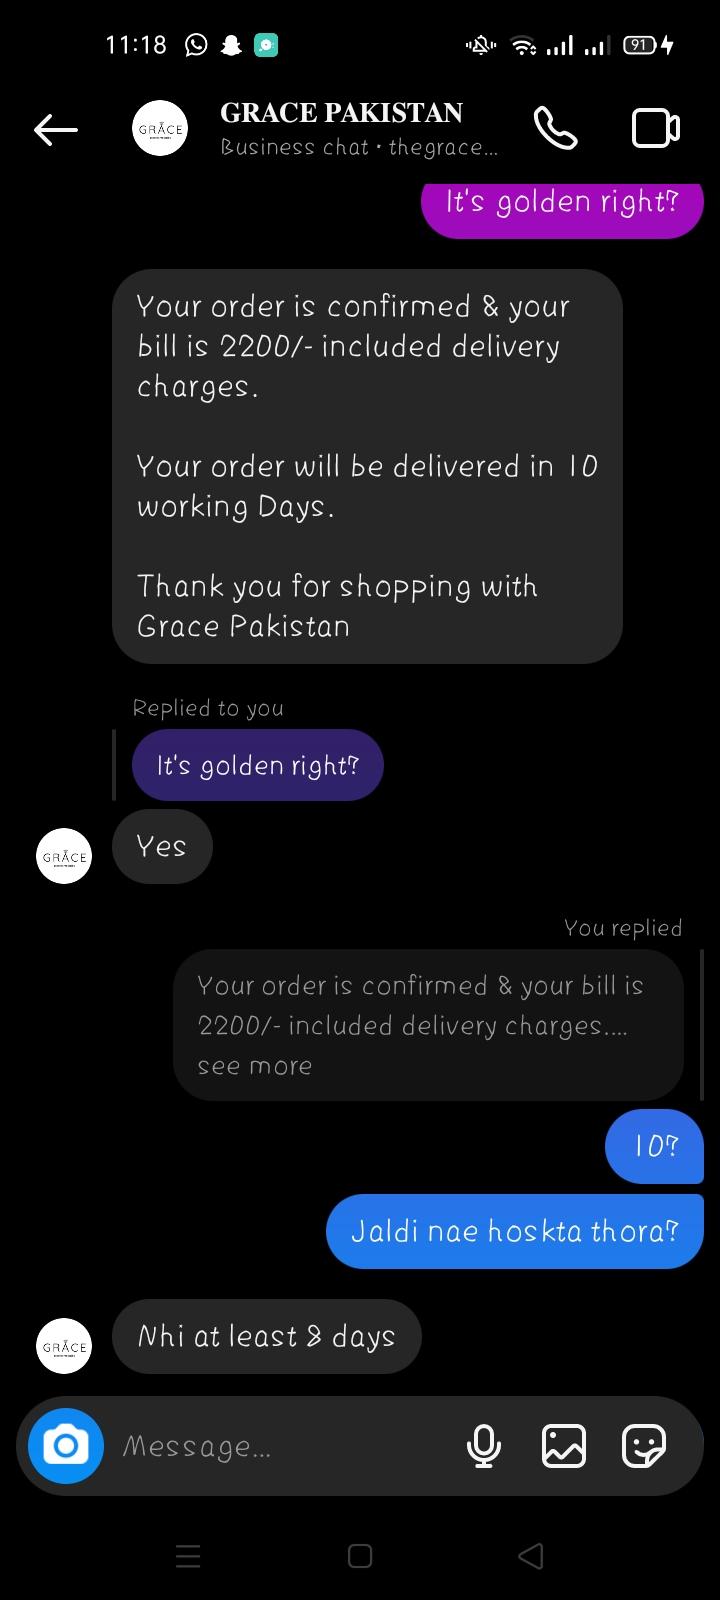 11:18
91
GRACE PAKISTAN
Business chat · thegrace...
GRACE
It's golden right?
Your order is confirmed & your
bill is 2200/- included delivery
charges.
Your order will be delivered in 10
working Days.
Thank you for shopping with
Grace Pakistan
Replied to you
It's golden right?
GRACE
Yes
You replied
Your order is confirmed & your bill is
2200/- included delivery charges....
see more
10?
Jaldi nae hoskta thora?
GRACE
Nhi at least 8 days
Message...